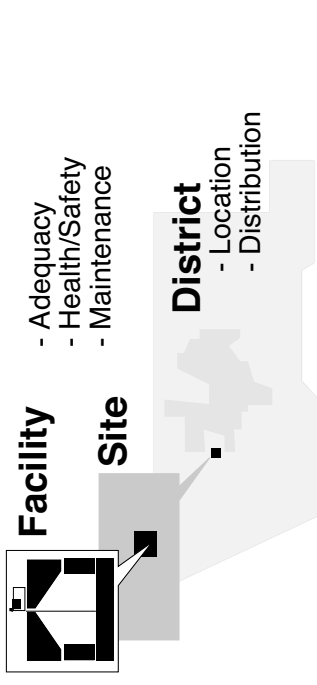 Facility
- Adequacy
- Health/Safety
- Maintenance
Site
District
- Location
- Distribution